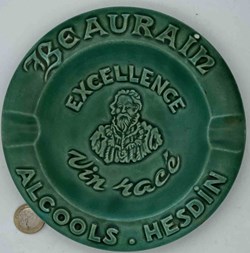 BEAURAIN
EXCELLENCE
Vin racé
ALCOOLS . HESDIN